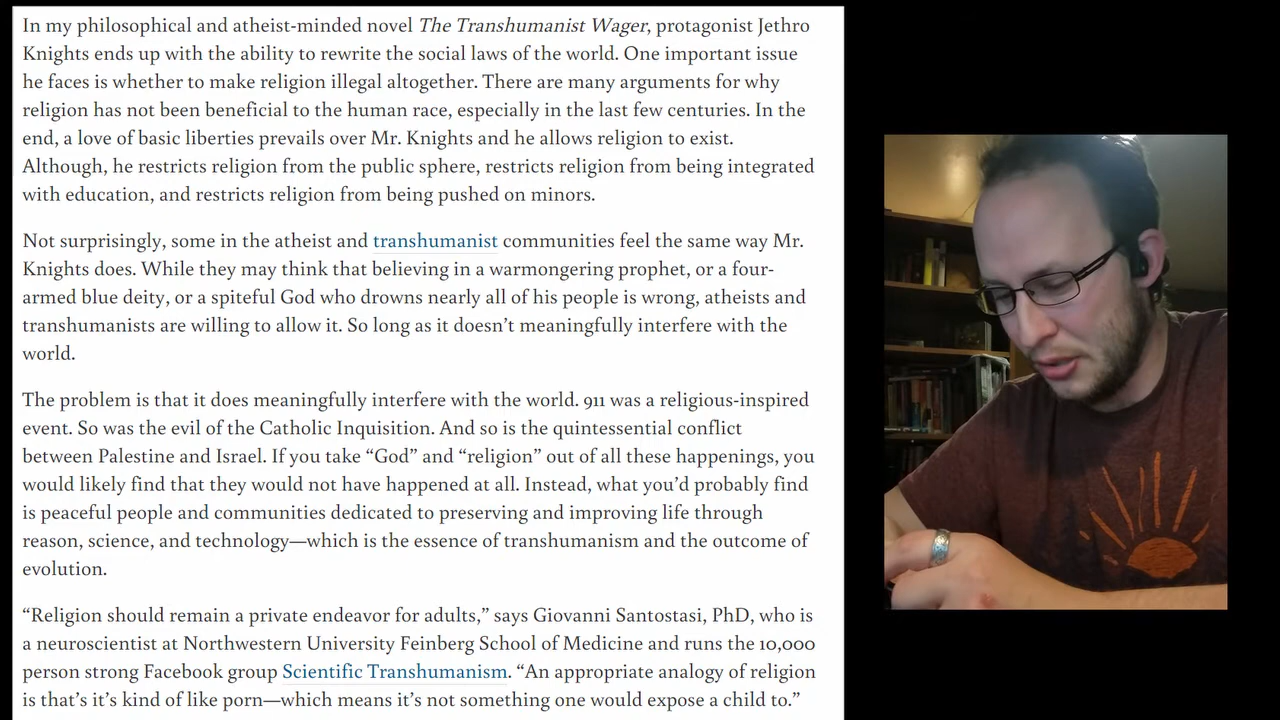 In my philosophical and atheist-minded novel The Transhumanist Wager, protagonist Jethro
Knights ends up with the ability to rewrite the social laws of the world. One important issue
he faces is whether to make religion illegal altogether. There are many arguments for why
religion has not been beneficial to the human race, especially in the last few centuries. In the
end, a love of basic liberties prevails over Mr. Knights and he allows religion to exist.
Although, he restricts religion from the public sphere, restricts religion from being integrated
with education, and restricts religion from being pushed on minors.
Not surprisingly, some in the atheist and transhumanist communities feel the same way Mr.
Knights does. While they may think that believing in a warmongering prophet, or a four-
armed blue deity, or a spiteful God who drowns nearly all of his people is wrong, atheists and
transhumanists are willing to allow it. So long as it doesn’t meaningfully interfere with the
world.
The problem is that it does meaningfully interfere with the world. 911 was a religious-inspired
event. So was the evil of the Catholic Inquisition. And so is the quintessential conflict
between Palestine and Israel. If you take “God” and “religion” out of all these happenings, you
would likely find that they would not have happened at all. Instead, what you’d probably find
is peaceful people and communities dedicated to preserving and improving life through
reason, science, and technology—which is the essence of transhumanism and the outcome of
evolution.
“Religion should remain a private endeavor for adults,” says Giovanni Santostasi, PhD, who is
a neuroscientist at Northwestern University Feinberg School of Medicine and runs the 10,000
person strong Facebook group Scientific Transhumanism. “An appropriate analogy of religion
is that’s it’s kind of like porn—which means it’s not something one would expose a child to.”